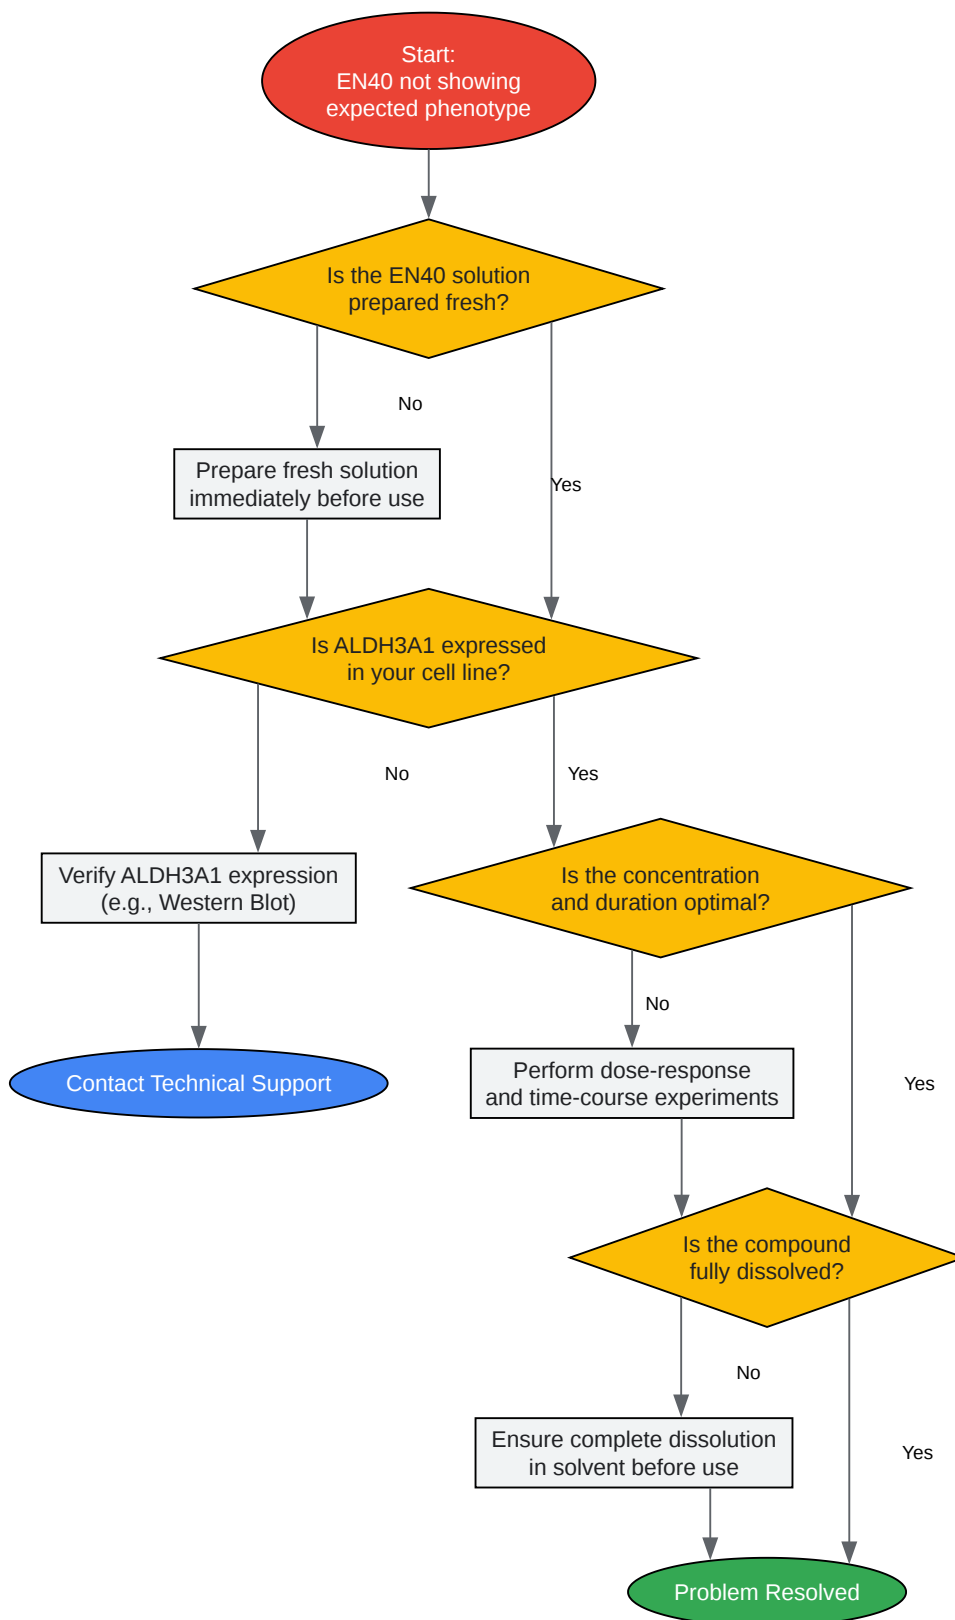 Start:
EN40 not showing
expected phenotype
Is the EN40 solution
prepared fresh?
No
Prepare fresh solution
immediately before use
Yes
Is ALDH3A1 expressed
in your cell line?
No
Yes
Verify ALDH3A1 expression
(e.g., Western Blot)
Is the concentration
and duration optimal?
No
Contact Technical Support
Perform dose-response
and time-course experiments
Yes
Is the compound
fully dissolved?
No
Ensure complete dissolution
in solvent before use
Yes
Problem Resolved